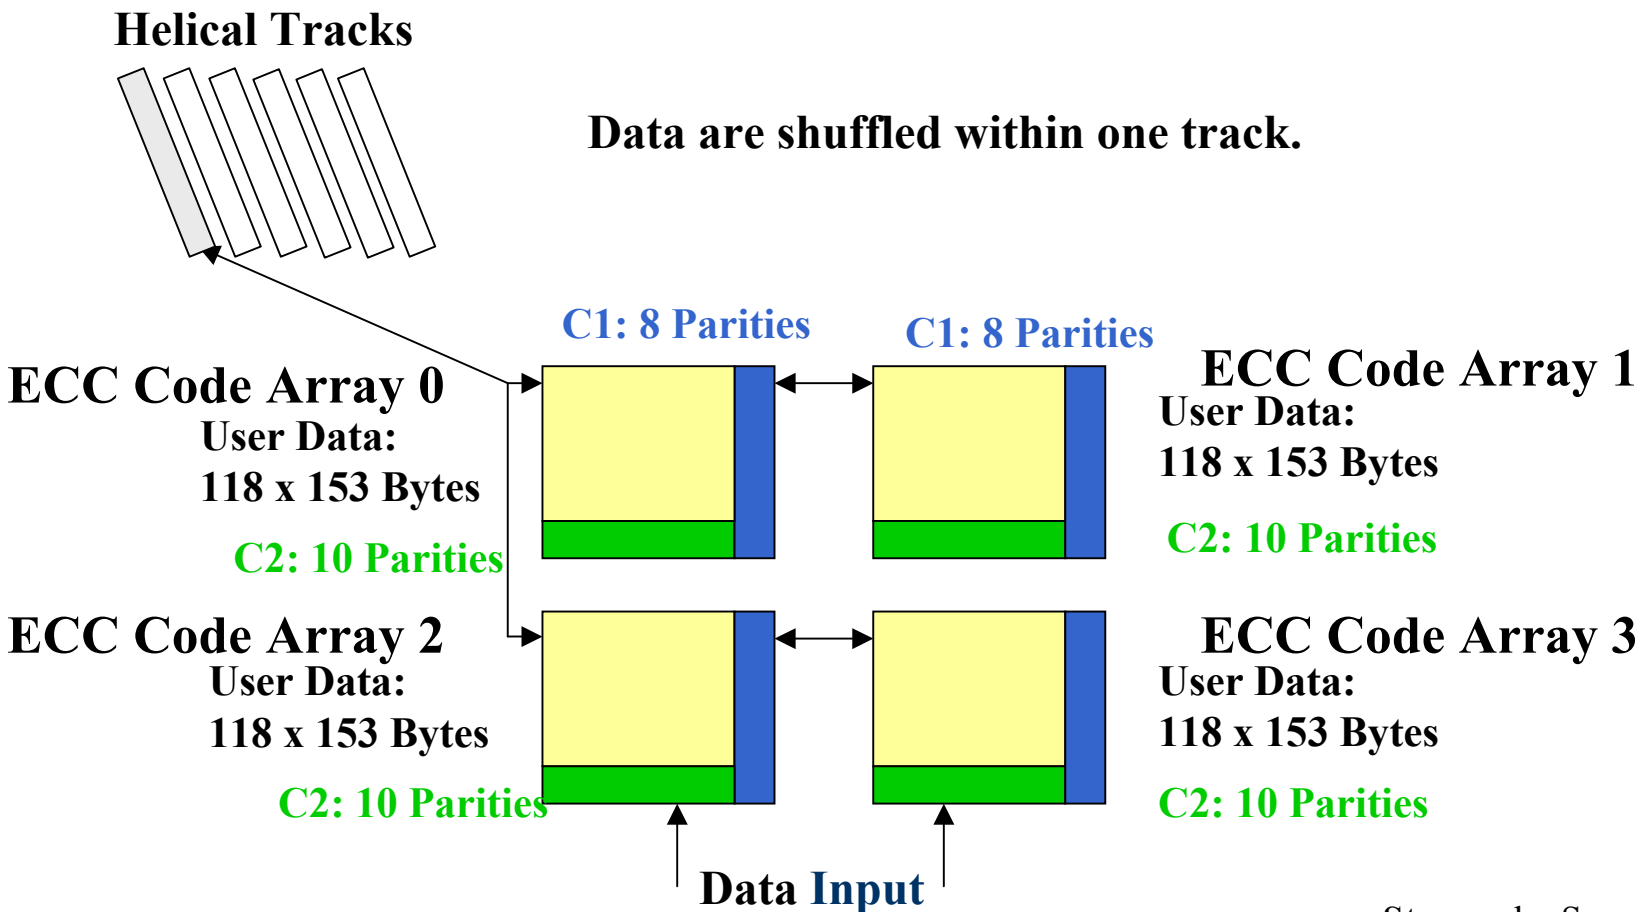 Helical Tracks
Data are shuffled within one track.
C1: 8 Parities
C1: 8 Parities
ECC Code Array 0
User Data:
118 x 153 Bytes
C2: 10 Parities
ECC Code Array 1
User Data:
118 x 153 Bytes
C2: 10 Parities
ECC Code Array 2
User Data:
118 x 153 Bytes
C2: 10 Parities
ECC Code Array 3
User Data:
118 x 153 Bytes
C2: 10 Parities
Data Input